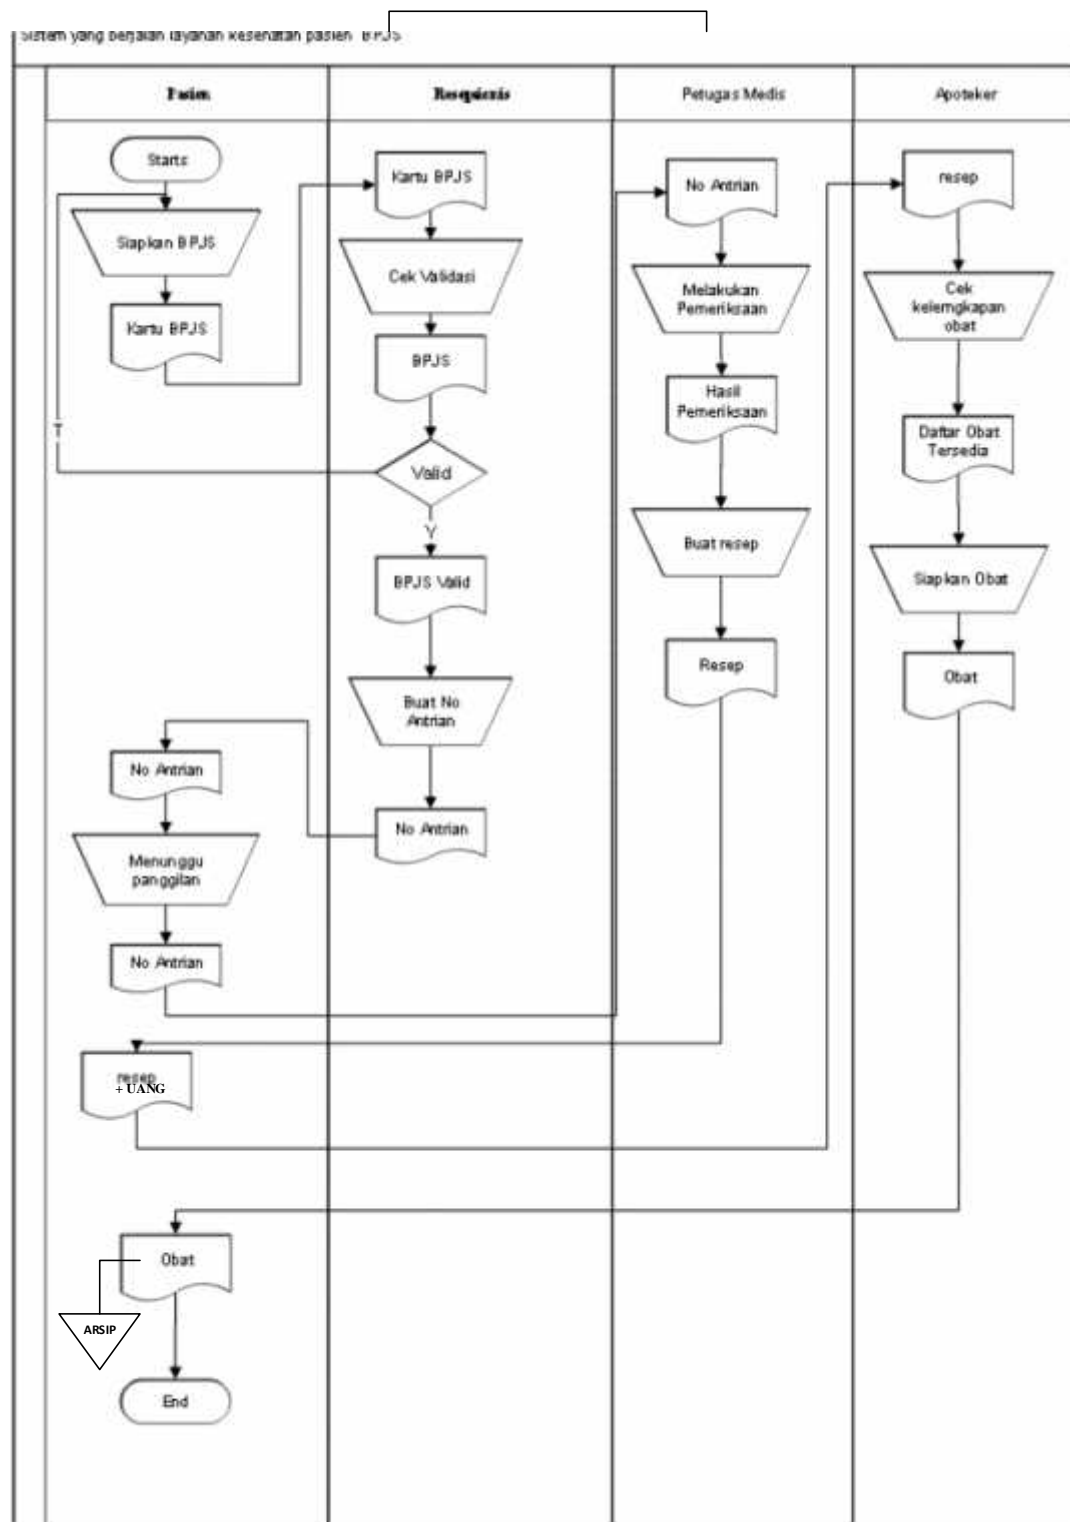 Sistem yang berjalan layanan kesehatan pasien BPJS
Pasien
Resepsionis
Petugas Medis
Apoteker
Starts
Siapkan BPJS
Kartu BPJS
T
No Antrian
Menunggu
panggilan
No Antrian
resep
+ UANG
Obat
ARSIP
End
Kartu BPJS
Cek Validasi
BPJS
Valid
Y
BPJS Valid
Buat No
Antrian
No Antrian
No Antrian
Melakukan
Pemeriksaan
Hasil
Pemeriksaan
Buat resep
Resep
resep
Cek
kelemgkapan
obat
Daftar Obat
Tersedia
Siapkan Obat
Obat